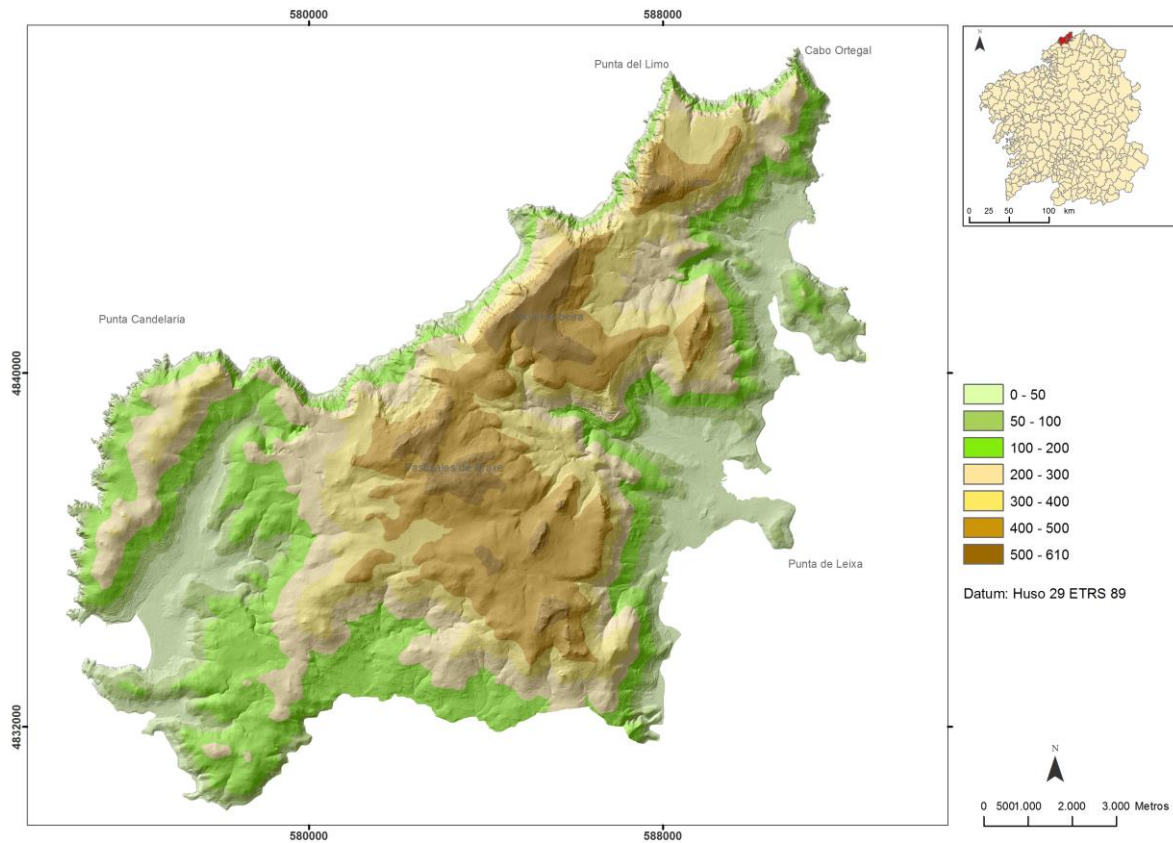 580000
588000
N
Cabo Ortegal
Punta del Limo
0 25 50 100 km
Punta Candelaria
4840000
0 - 50
50 - 100
100 - 200
200 - 300
300 - 400
400 - 500
500 - 610
Punta de Leixa
Datum: Huso 29 ETRS 89
4832000
N
0 5001.000 2.000 3.000 Metros
580000
588000